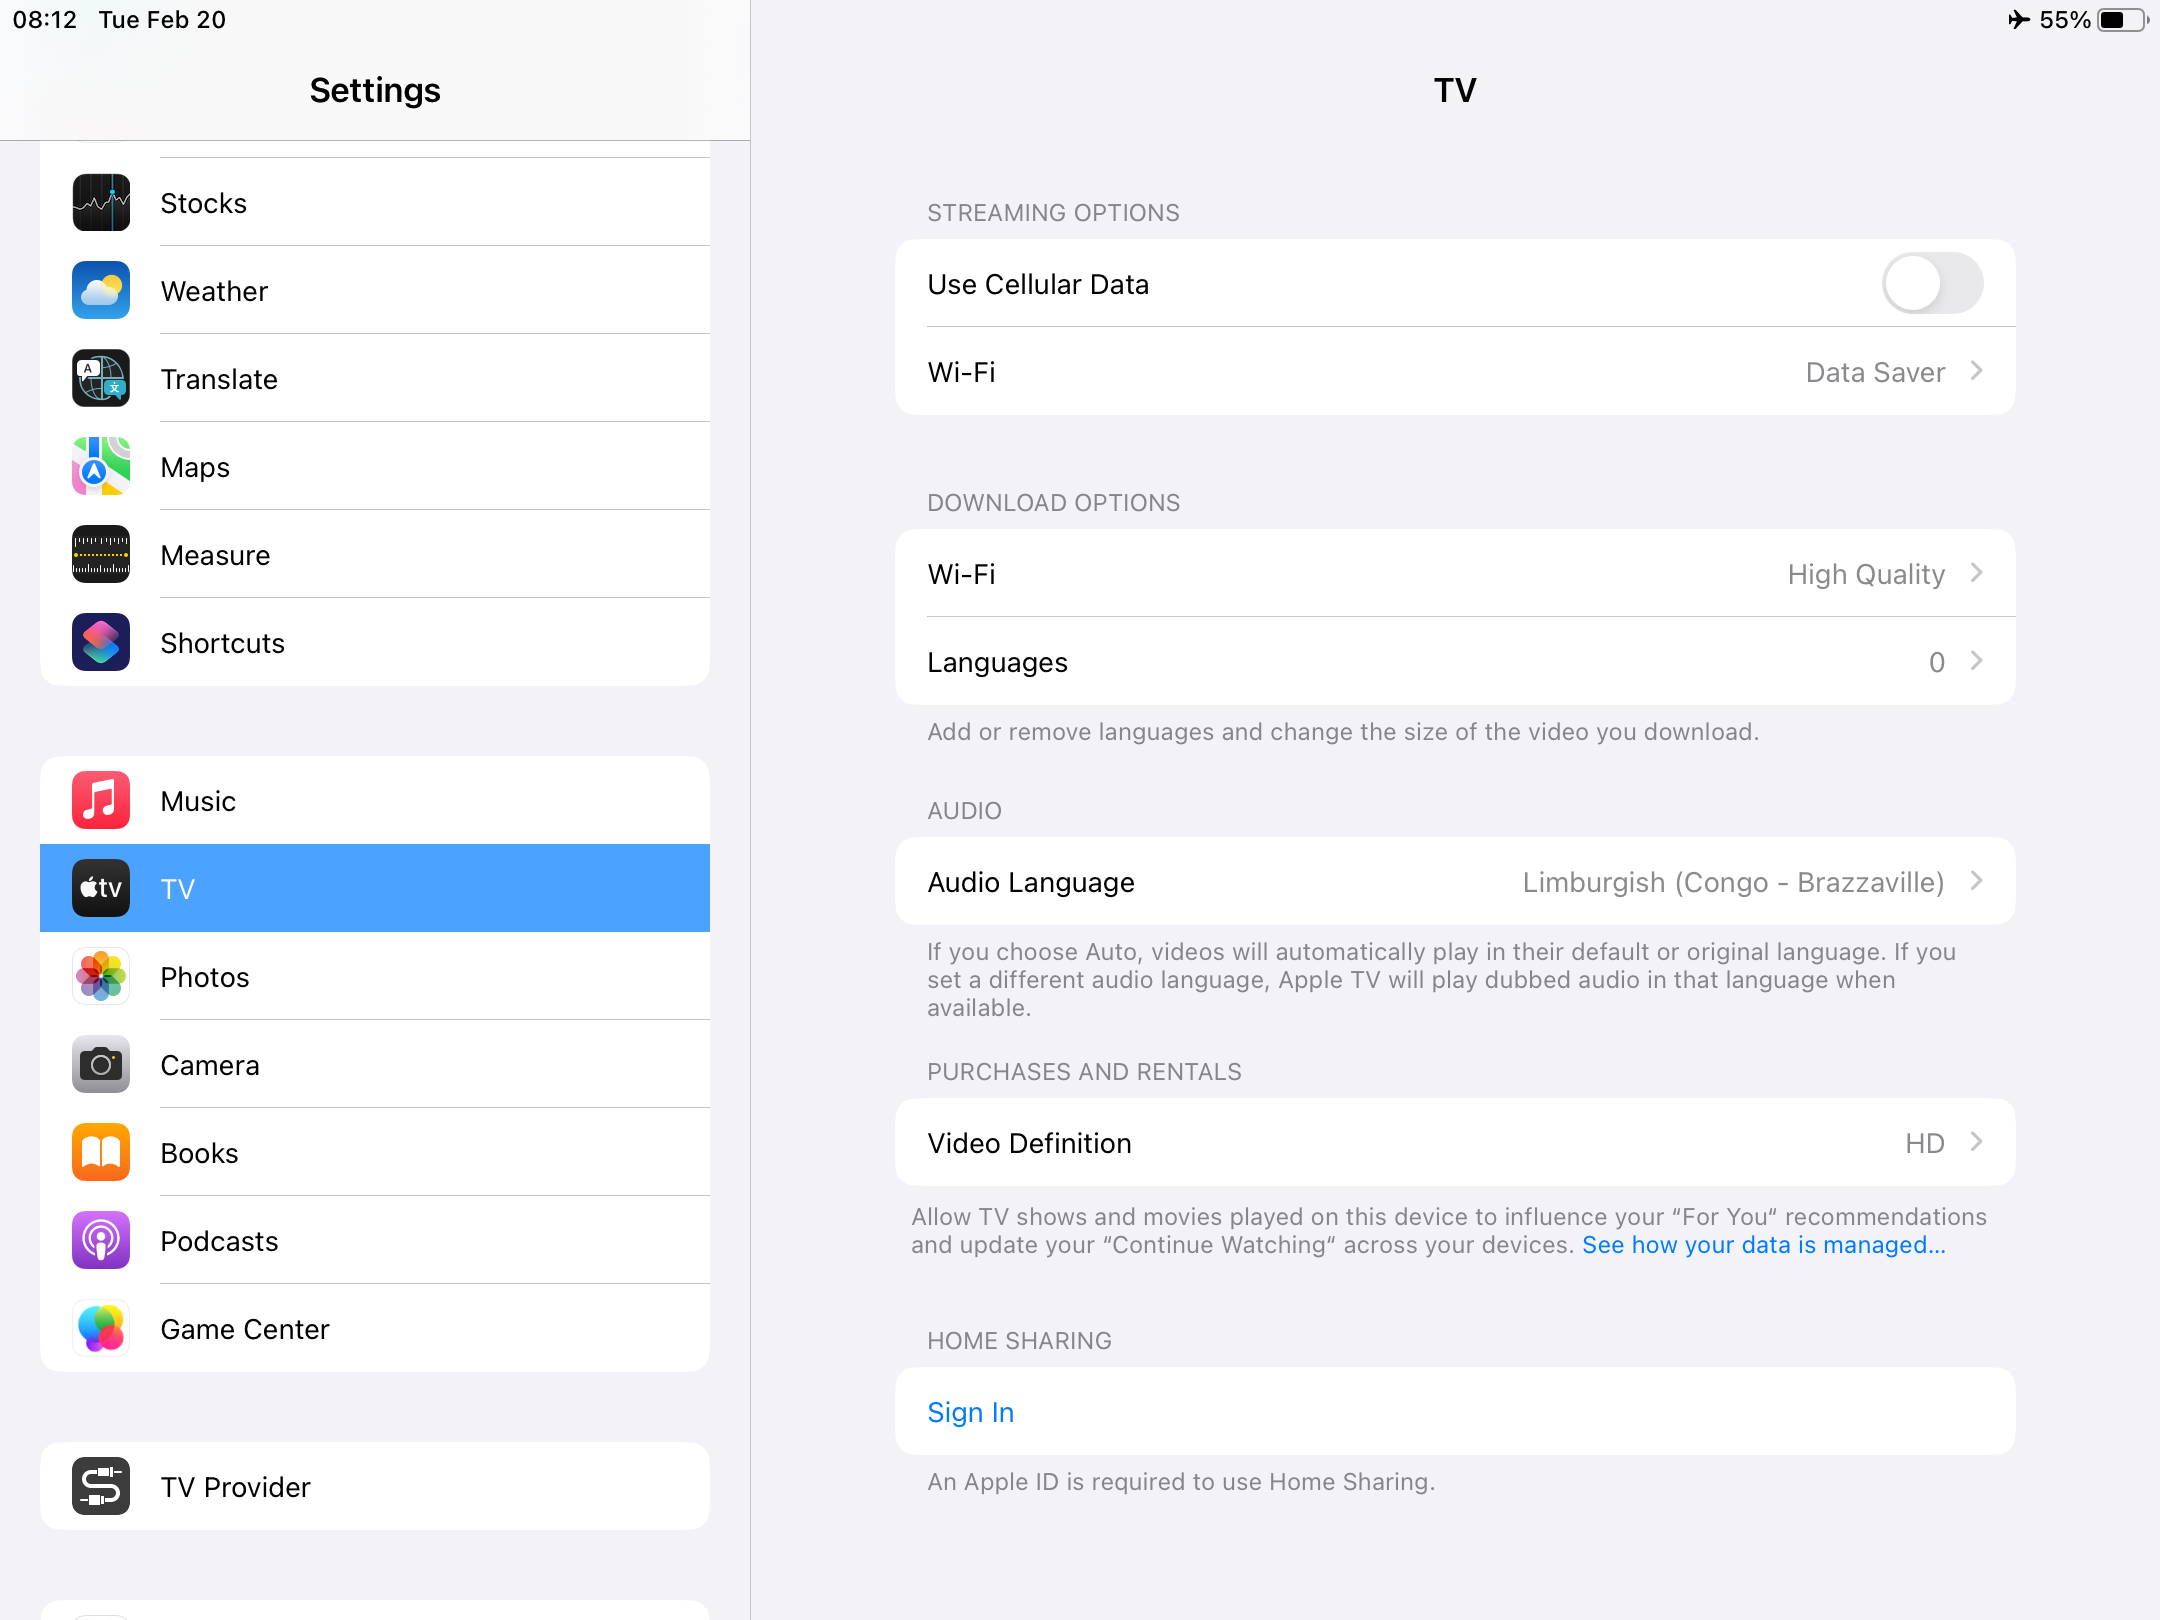 08:12 Tue Feb 20
55%
Settings
Stocks
Weather
Translate
Maps
Measure
Shortcuts
Music
tv
TV
Photos
Camera
Books
Podcasts
Game Center
TV Provider
TV
STREAMING OPTIONS
Use Cellular Data
Wi-Fi Data Saver
DOWNLOAD OPTIONS
Wi-Fi High Quality
Languages 0
Add or remove languages and change the size of the video you download.
AUDIO
Audio Language Limburgish (Congo - Brazzaville)
If you choose Auto, videos will automatically play in their default or original language. If you
set a different audio language, Apple TV will play dubbed audio in that language when
available.
PURCHASES AND RENTALS
Video Definition HD
Allow TV shows and movies played on this device to influence your “For You“ recommendations
and update your “Continue Watching“ across your devices. See how your data is managed...
HOME SHARING
Sign In
An Apple ID is required to use Home Sharing.